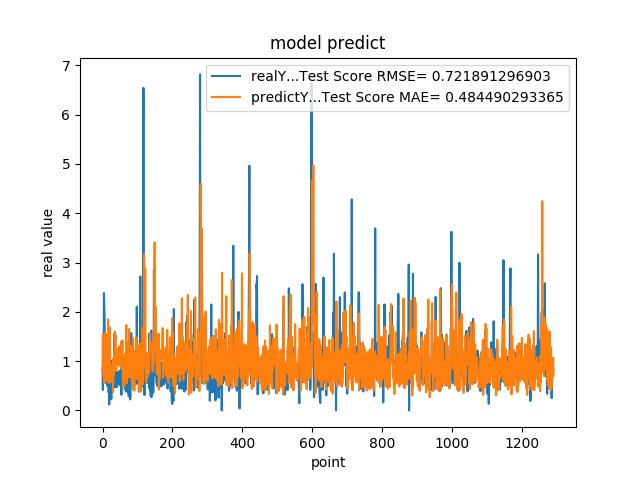 model predict
realY...Test Score RMSE= 0.721891296903
predictY...Test Score MAE= 0.484490293365
real value
7
6
5
4
3
2
1
0
0 200 400 600 800 1000 1200
point